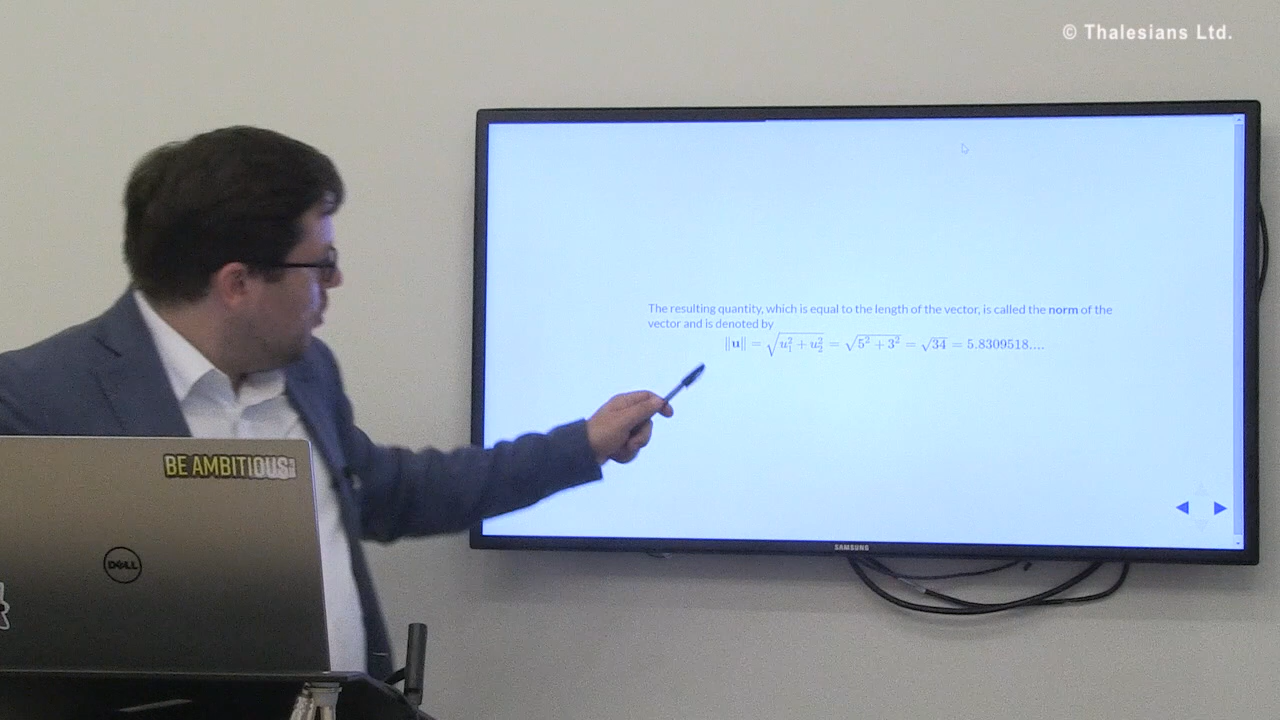 © Thalesians Ltd.
The resulting quantity, which is equal to the length of the vector, is called the norm of the
vector and is denoted by
‖u‖ = √(u₁² + u₂²) = √(5² + 3²) = √34 = 5.8309518....
SAMSUNG
BE AMBITIOUS
DELL